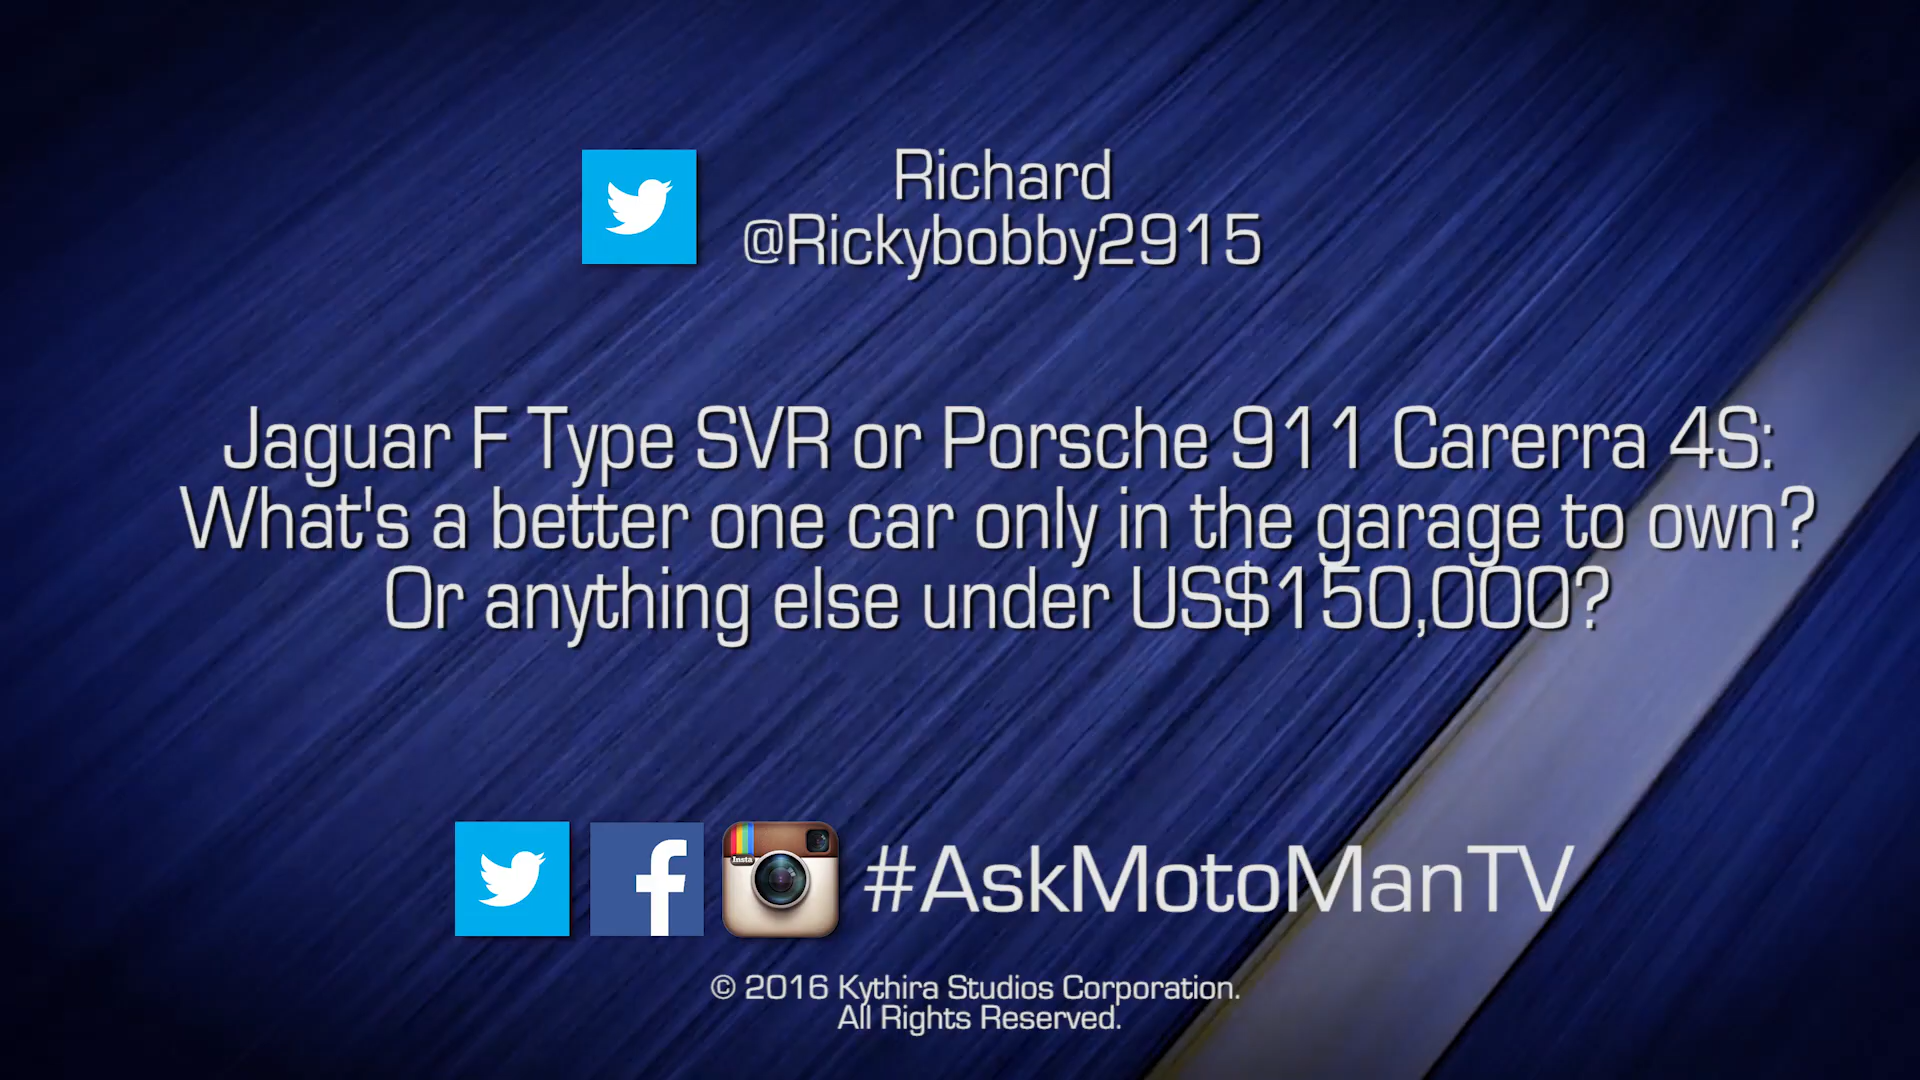 Richard
@Rickybobby2915
Jaguar F Type SVR or Porsche 911 Carerra 4S:
What's a better one car only in the garage to own?
Or anything else under US$150,000?
Insta
#AskMotoManTV
© 2016 Kythira Studios Corporation.
All Rights Reserved.